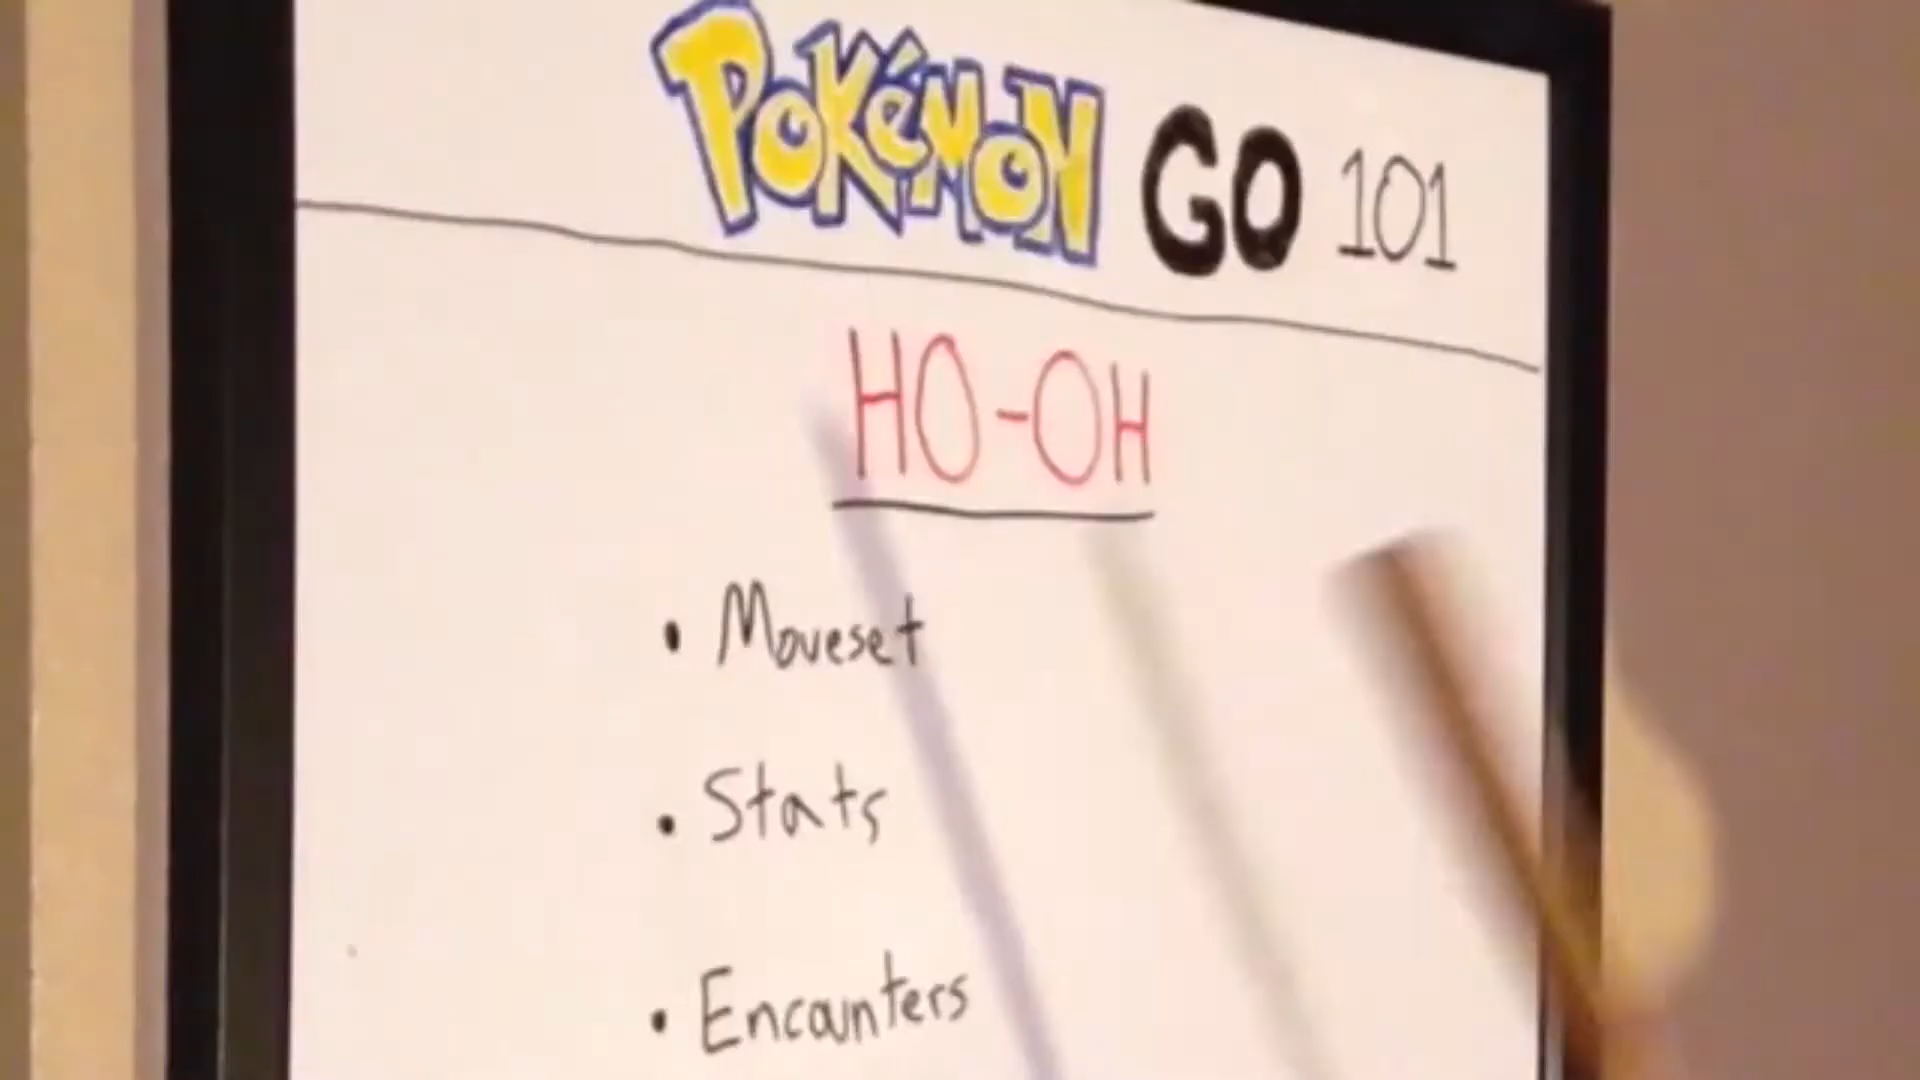 POKéMON GO 101
HO-OH
• Moveset
• Stats
• Encounters